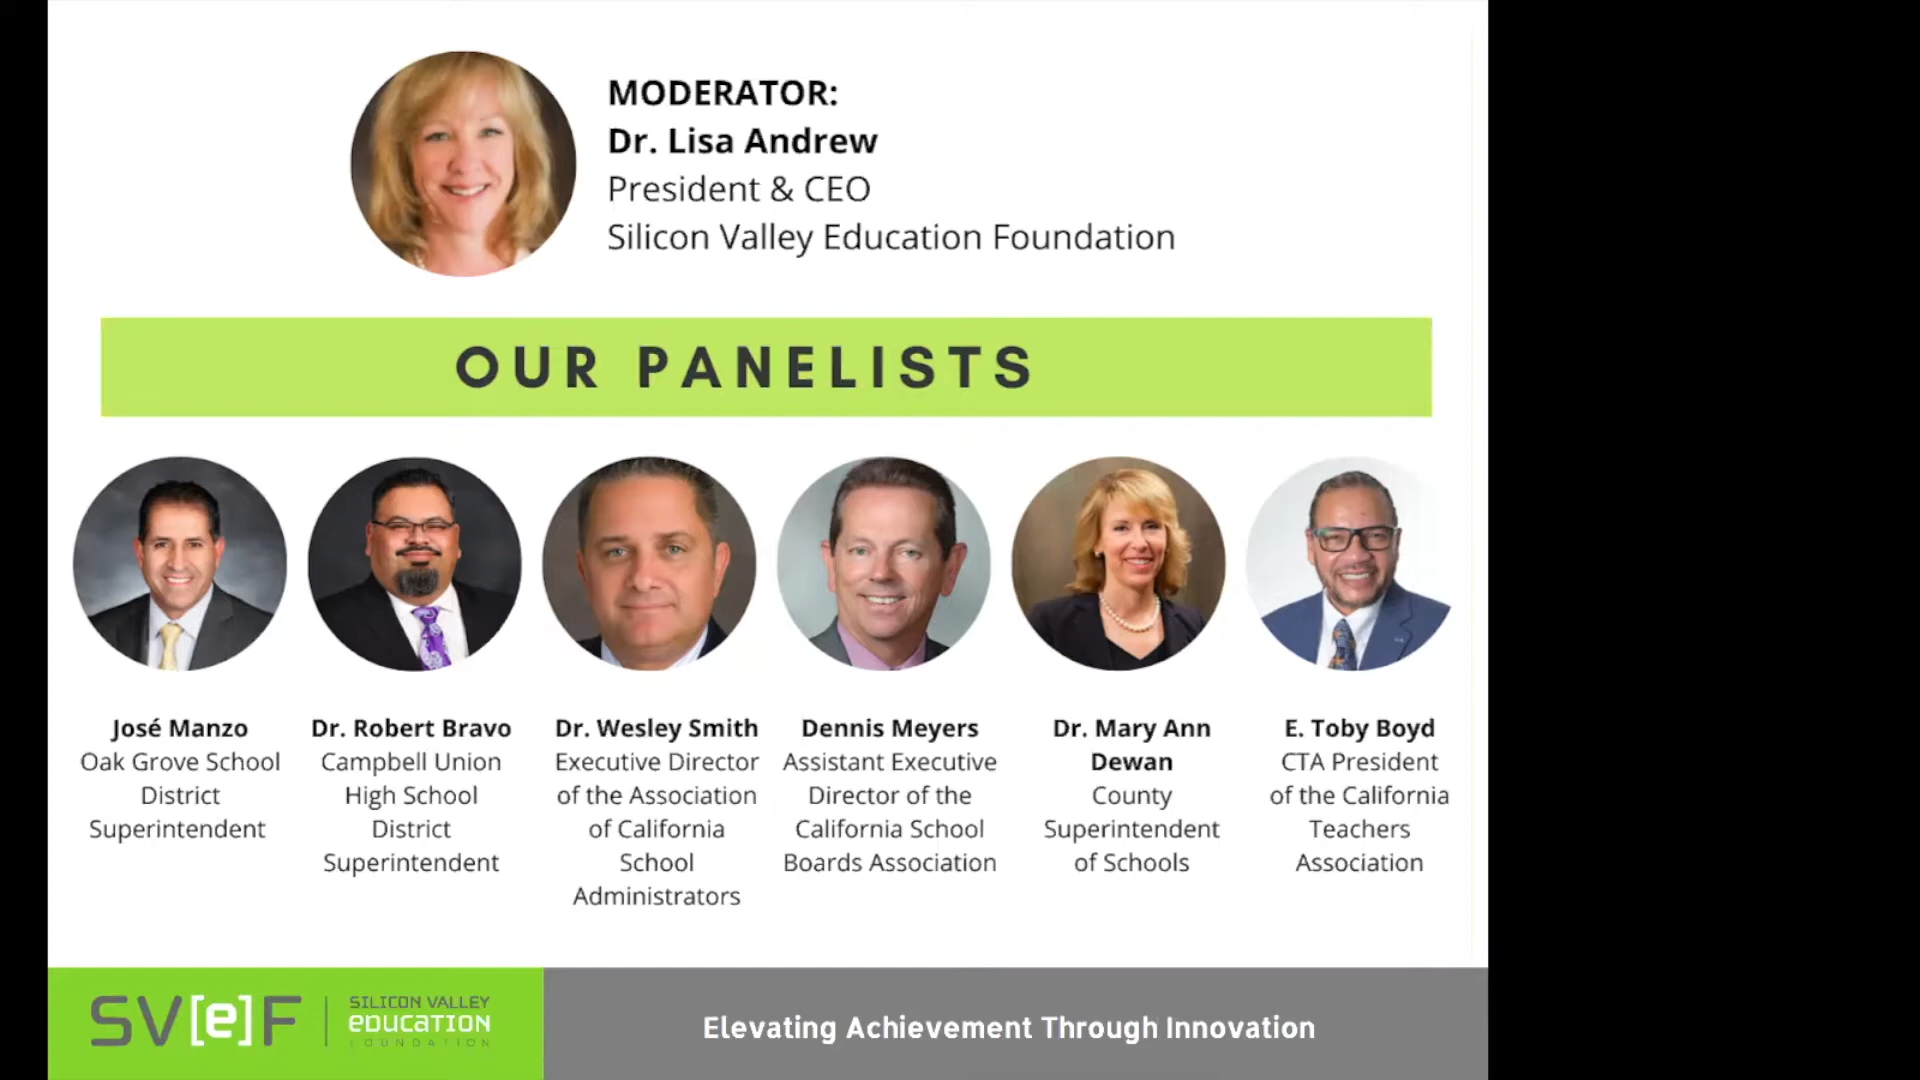 MODERATOR:
Dr. Lisa Andrew
President & CEO
Silicon Valley Education Foundation
OUR PANELISTS
José Manzo
Oak Grove School
District
Superintendent
Dr. Robert Bravo
Campbell Union
High School
District
Superintendent
Dr. Wesley Smith
Executive Director
of the Association
of California
School
Administrators
Dennis Meyers
Assistant Executive
Director of the
California School
Boards Association
Dr. Mary Ann
Dewan
County
Superintendent
of Schools
E. Toby Boyd
CTA President
of the California
Teachers
Association
SV[e]F
SILICON VALLEY
eDUCATION
FOUNDATION
Elevating Achievement Through Innovation